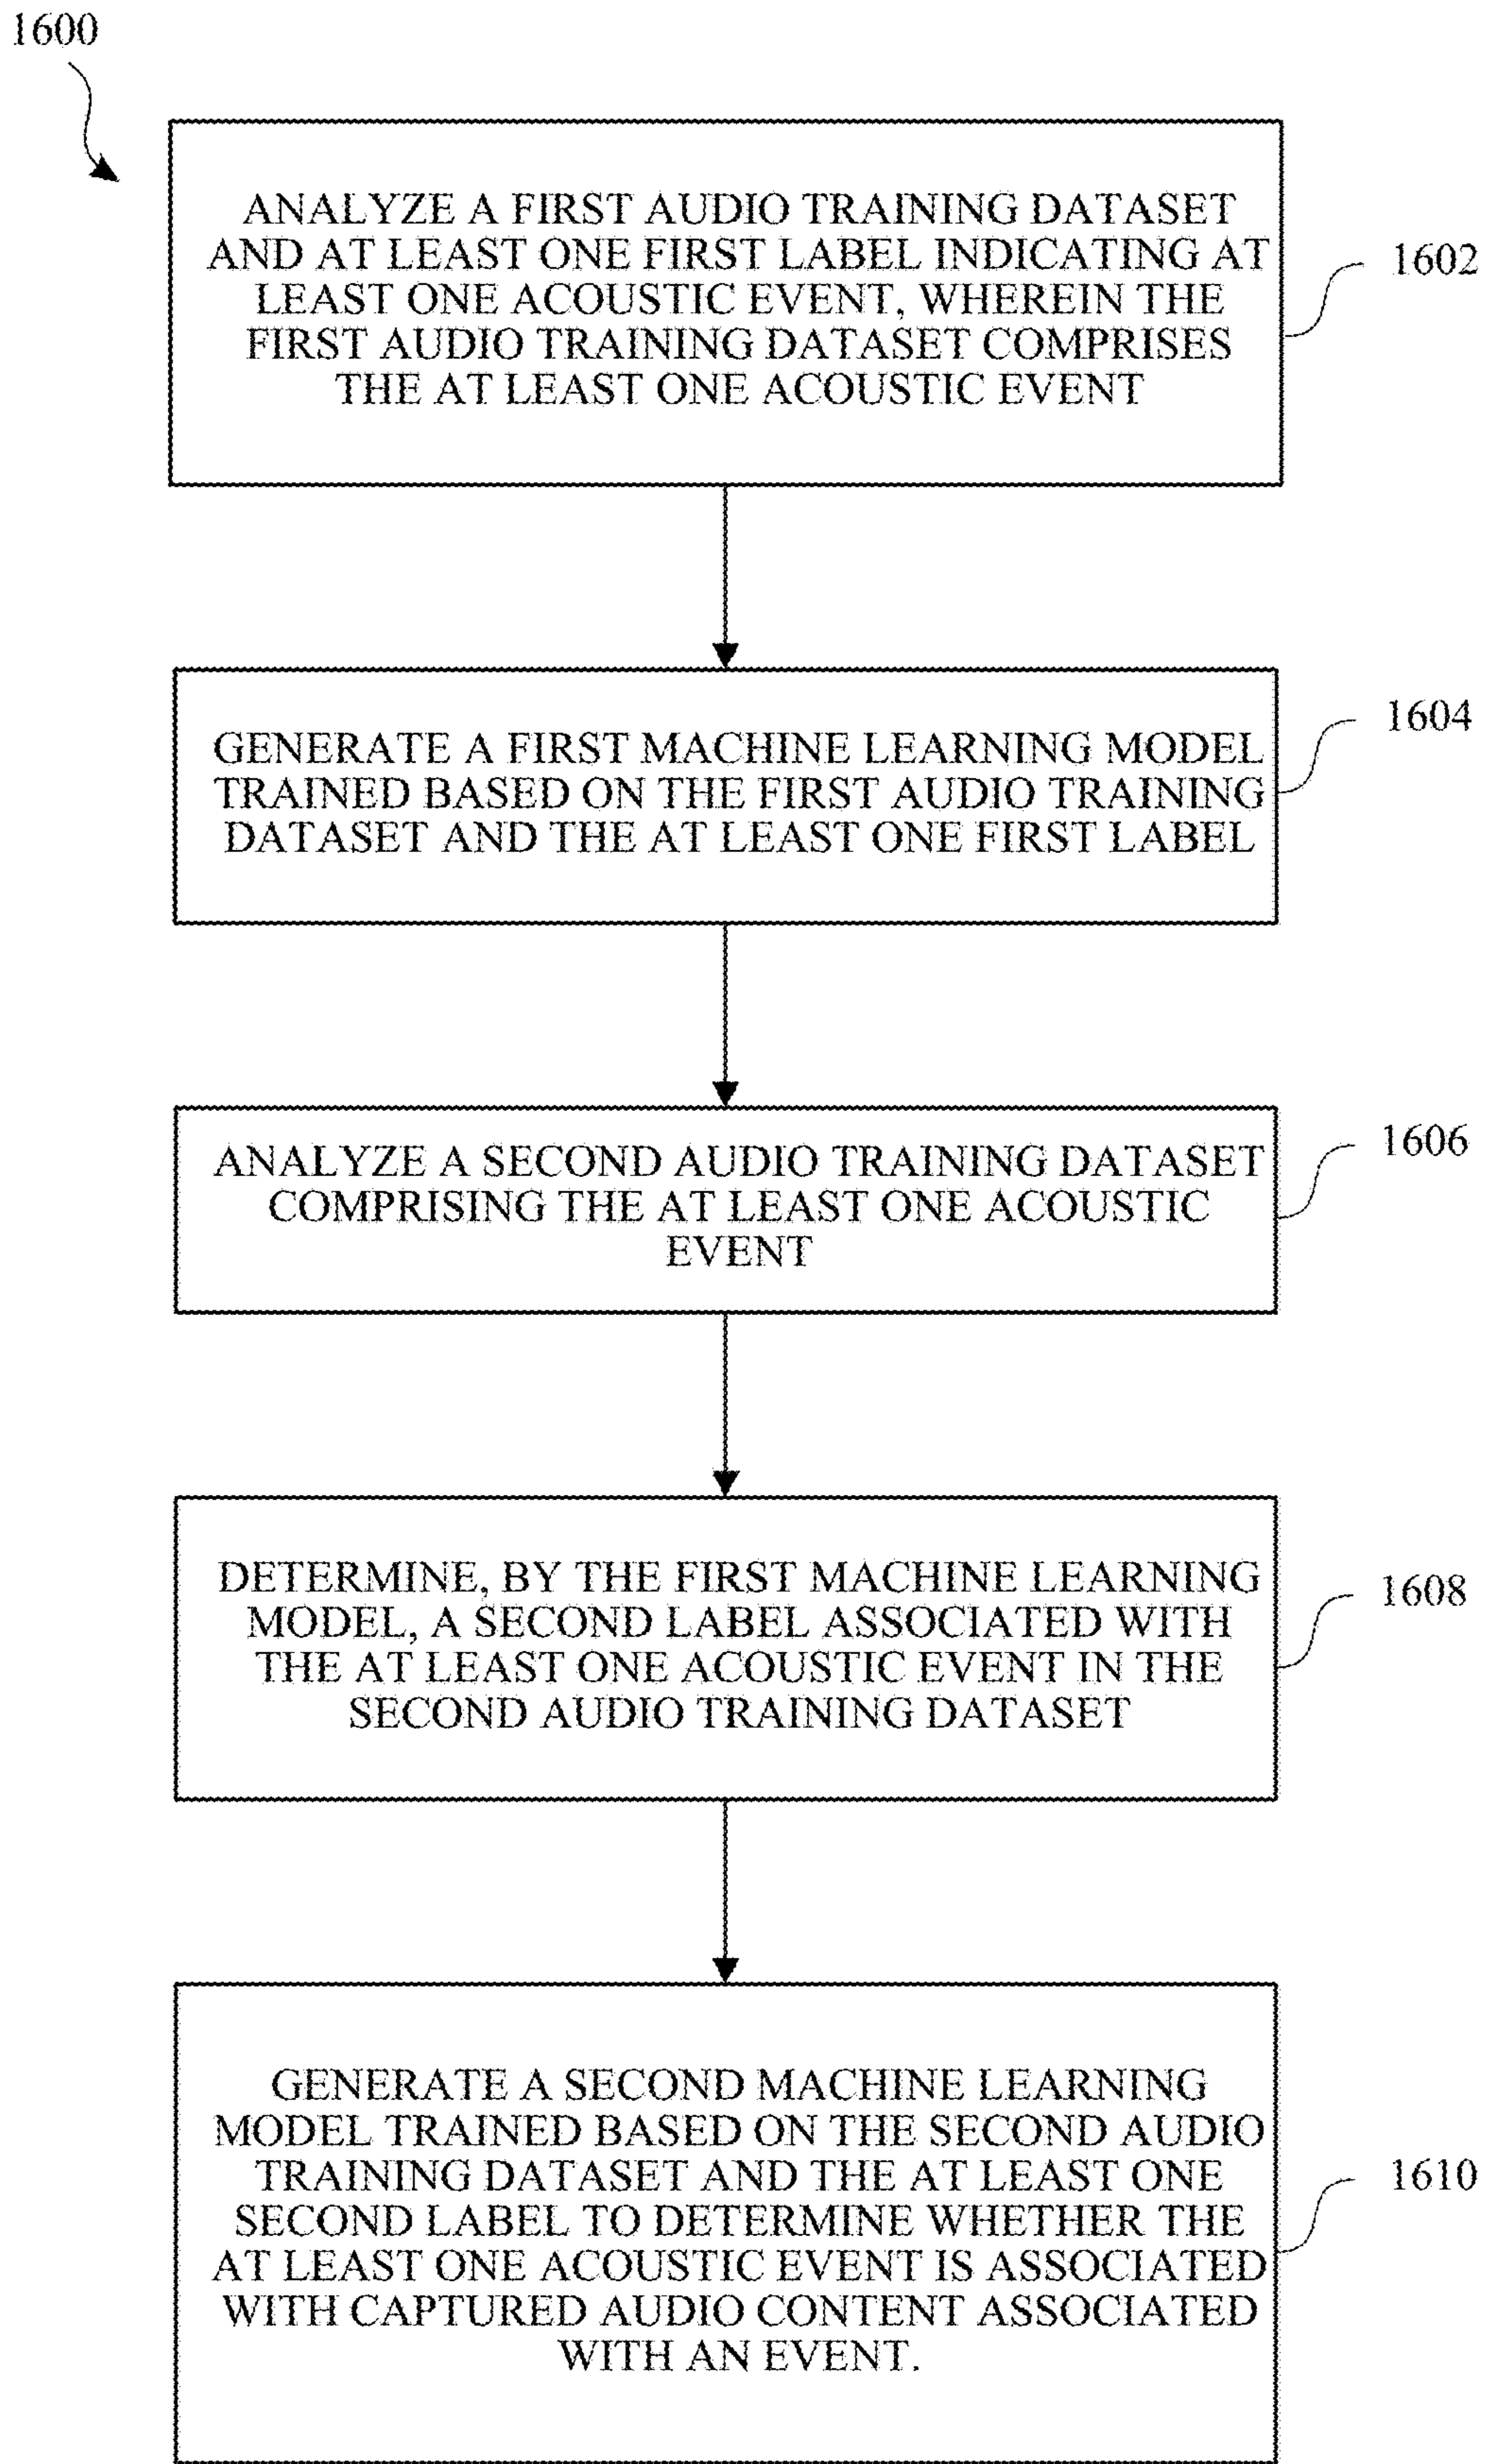 1600
ANALYZE A FIRST AUDIO TRAINING DATASET
AND AT LEAST ONE FIRST LABEL INDICATING AT
LEAST ONE ACOUSTIC EVENT, WHEREIN THE
FIRST AUDIO TRAINING DATASET COMPRISES
THE AT LEAST ONE ACOUSTIC EVENT
1602
GENERATE A FIRST MACHINE LEARNING MODEL
TRAINED BASED ON THE FIRST AUDIO TRAINING
DATASET AND THE AT LEAST ONE FIRST LABEL
1604
ANALYZE A SECOND AUDIO TRAINING DATASET
COMPRISING THE AT LEAST ONE ACOUSTIC
EVENT
1606
DETERMINE, BY THE FIRST MACHINE LEARNING
MODEL, A SECOND LABEL ASSOCIATED WITH
THE AT LEAST ONE ACOUSTIC EVENT IN THE
SECOND AUDIO TRAINING DATASET
1608
GENERATE A SECOND MACHINE LEARNING
MODEL TRAINED BASED ON THE SECOND AUDIO
TRAINING DATASET AND THE AT LEAST ONE
SECOND LABEL TO DETERMINE WHETHER THE
AT LEAST ONE ACOUSTIC EVENT IS ASSOCIATED
WITH CAPTURED AUDIO CONTENT ASSOCIATED
WITH AN EVENT.
1610